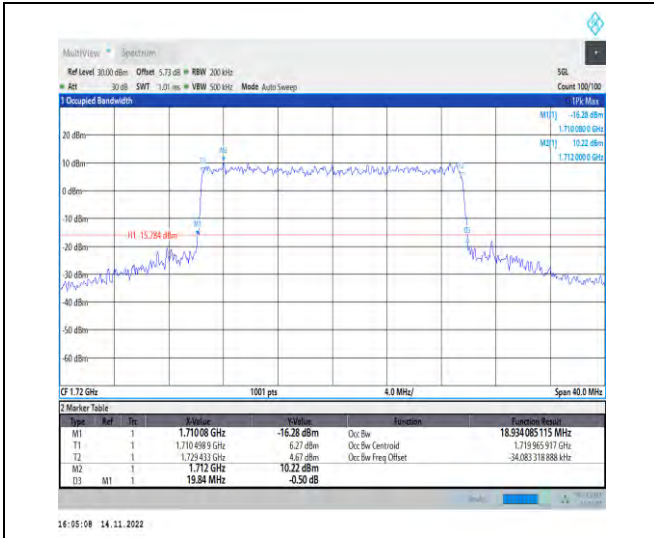 MultiView Spectrum
Ref Level 30.00 dBm Offset 5.73 dB RBW 200 kHz SGL
Att 30 dB SWT 1.01 ms VBW 500 kHz Mode Auto Sweep Count 100/100
1 Occupied Bandwidth 1Pk Max
M1[1] -16.28 dBm
1.710 080 0 GHz
M2[1] 10.22 dBm
1.712 000 0 GHz
20 dBm
M2
10 dBm
T1
0 dBm
-10 dBm
M1
H1 -15.784 dBm
D3
-20 dBm
-30 dBm
-40 dBm
-50 dBm
-60 dBm
CF 1.72 GHz 1001 pts 4.0 MHz/ Span 40.0 MHz
2 Marker Table
Type Ref Trc X-Value Y-Value Function Function Result
M1 1 1.71008 GHz -16.28 dBm Occ Bw 18.934 085 115 MHz
T1 1 1.710 498 9 GHz 6.27 dBm Occ Bw Centroid 1.719 965 917 GHz
T2 1 1.729 433 GHz 4.67 dBm Occ Bw Freq Offset -34.083 318 888 kHz
M2 1 1.712 GHz 10.22 dBm
D3 M1 1 19.84 MHz -0.50 dB
16:05:08 14.11.2022